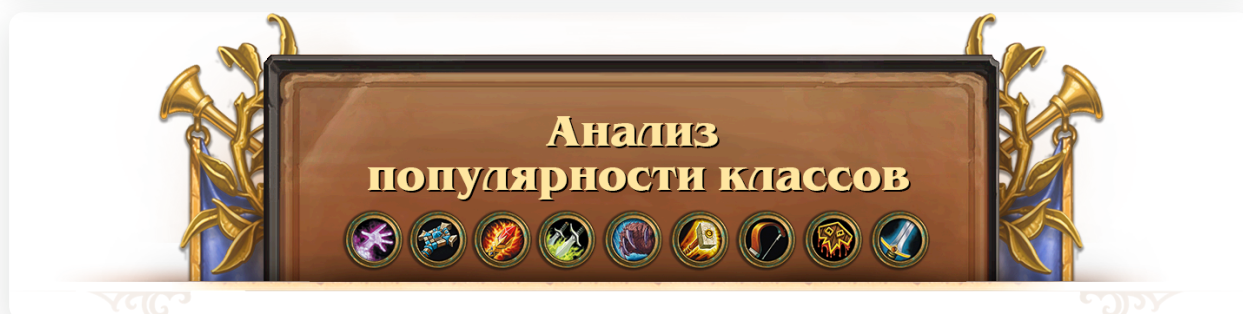 Анализ
популярности классов